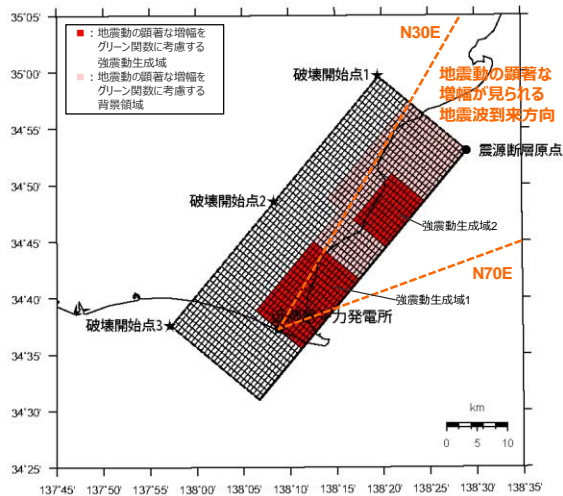 ■：地震動の顕著な増幅を
グリーン関数に考慮する
強震動生成域
■：地震動の顕著な増幅を
グリーン関数に考慮する
背景領域
N30E
地震動の顕著な
増幅が見られる
地震波到来方向
破壊開始点1
震源断層原点
破壊開始点2
強震動生成域2
N70E
強震動生成域1
力発電所
破壊開始点3
km
0 5 10
35°05'
35°00'
34°55'
34°50'
34°45'
34°40'
34°35'
34°30'
34°25'
137°45' 137°50' 137°55' 138°00' 138°05' 138°10' 138°15' 138°20' 138°25' 138°30' 138°35'